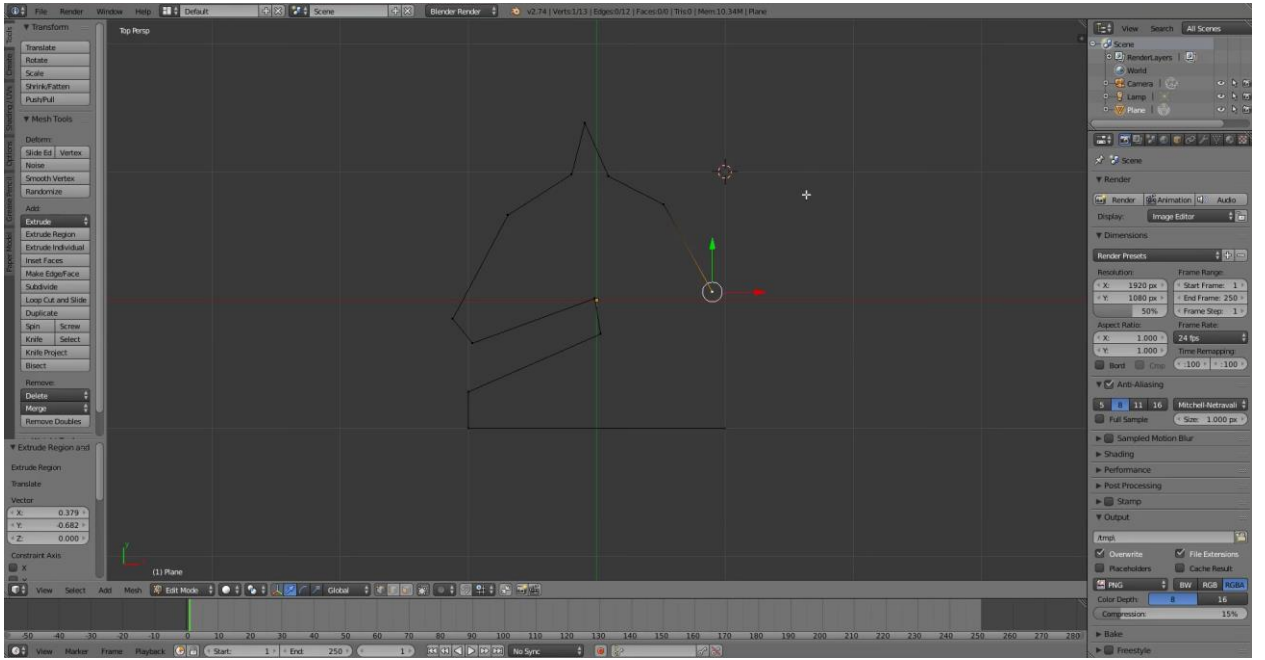 File Render Window Help Default Scene Blender Render v2.74 | Verts:1/13 | Edges:0/12 | Faces:0/0 | Tris:0 | Mem:10.34M | Plane
Transform
Translate
Rotate
Scale
Shrink/Fatten
Push/Pull
Mesh Tools
Deform:
Slide Ed Vertex
Noise
Smooth Vertex
Randomize
Add:
Extrude
Extrude Region
Extrude Individual
Inset Faces
Make Edge/Face
Subdivide
Loop Cut and Slide
Duplicate
Spin Screw
Knife Select
Knife Project
Bisect
Remove:
Delete
Merge
Remove Doubles
Tools
Create
Shading / UVs
Options
Grease Pencil
Paper Model
Extrude Region and
Extrude Region
Translate
Vector
X: 0.379
Y: -0.682
Z: 0.000
Constraint Axis
X
Top Persp
(1) Plane
View Select Add Mesh Edit Mode Global
-50 -40 -30 -20 -10 0 10 20 30 40 50 60 70 80 90 100 110 120 130 140 150 160 170 180 190 200 210 220 230 240 250 260 270 280
View Marker Frame Playback Start: 1 End: 250 1 No Sync
View Search All Scenes
Scene
RenderLayers
World
Camera
Lamp
Plane
Scene
Render
Render Animation Audio
Display: Image Editor
Dimensions
Render Presets
Resolution: Frame Range:
X: 1920 px Start Frame: 1
Y: 1080 px End Frame: 250
50% Frame Step: 1
Aspect Ratio: Frame Rate:
X: 1.000 24 fps
Y: 1.000 Time Remapping:
Bord Crop :100 :100
Anti-Aliasing
5 8 11 16 Mitchell-Netravali
Full Sample Size: 1.000 px
Sampled Motion Blur
Shading
Performance
Post Processing
Stamp
Output
/tmp\
Overwrite File Extensions
Placeholders Cache Result
PNG BW RGB RGBA
Color Depth: 8 16
Compression: 15%
Bake
Freestyle